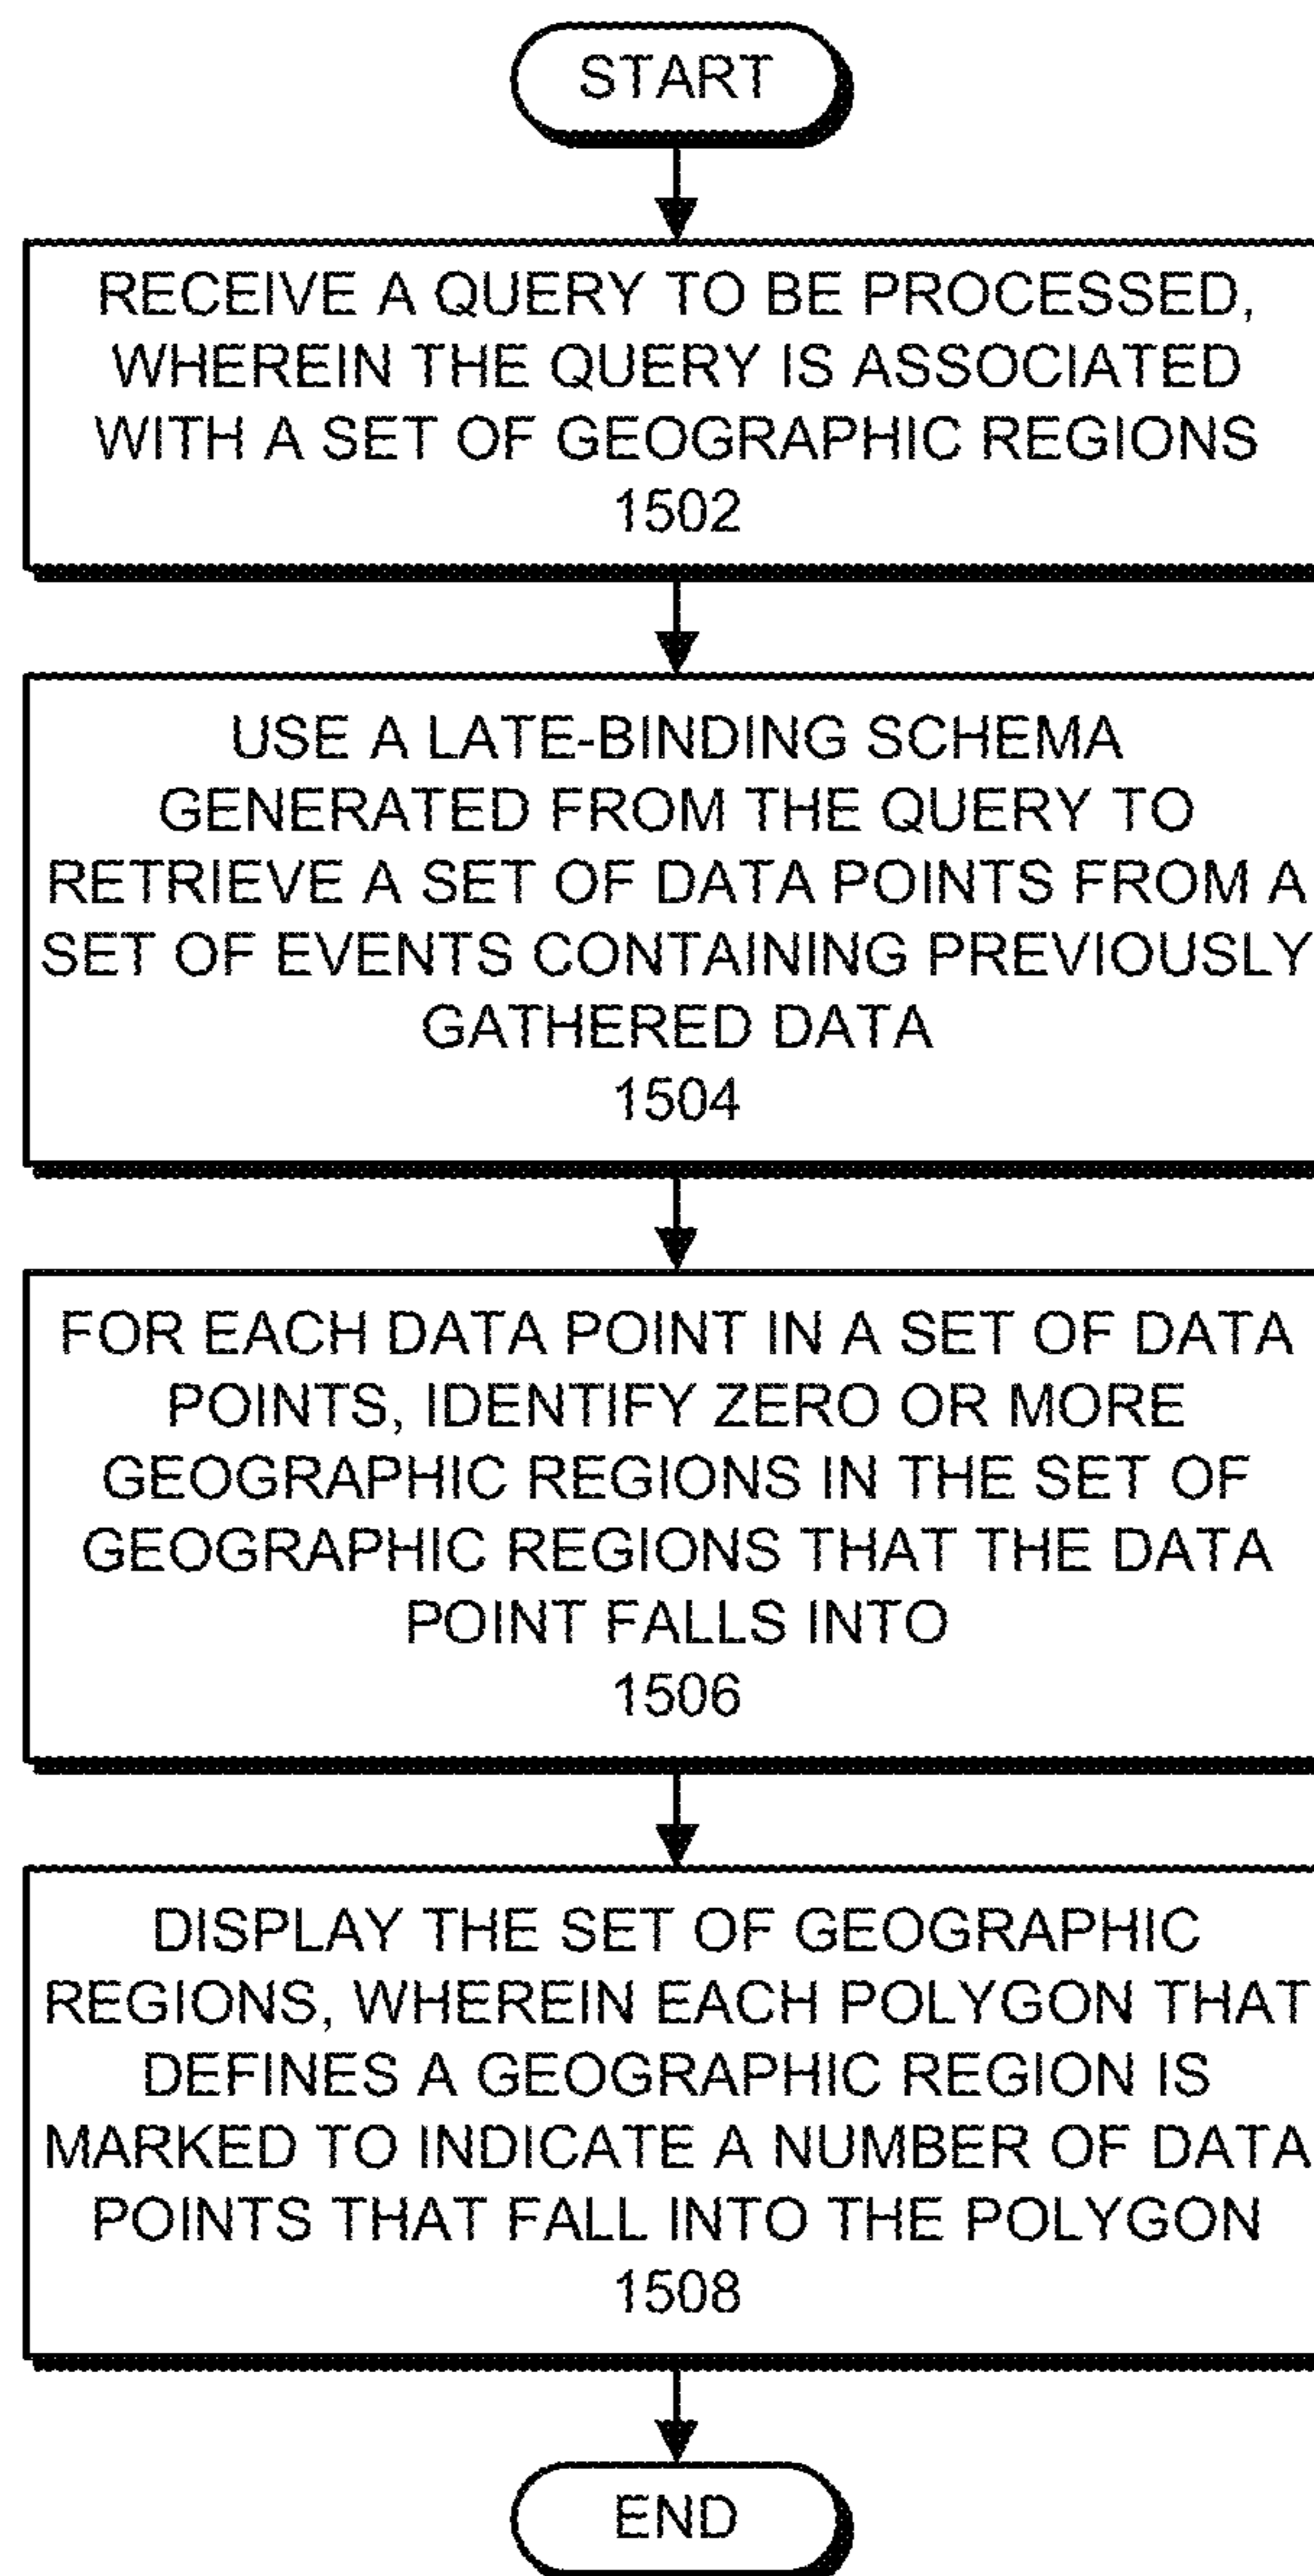 START
RECEIVE A QUERY TO BE PROCESSED,
WHEREIN THE QUERY IS ASSOCIATED
WITH A SET OF GEOGRAPHIC REGIONS
1502
USE A LATE-BINDING SCHEMA
GENERATED FROM THE QUERY TO
RETRIEVE A SET OF DATA POINTS FROM A
SET OF EVENTS CONTAINING PREVIOUSLY
GATHERED DATA
1504
FOR EACH DATA POINT IN A SET OF DATA
POINTS, IDENTIFY ZERO OR MORE
GEOGRAPHIC REGIONS IN THE SET OF
GEOGRAPHIC REGIONS THAT THE DATA
POINT FALLS INTO
1506
DISPLAY THE SET OF GEOGRAPHIC
REGIONS, WHEREIN EACH POLYGON THAT
DEFINES A GEOGRAPHIC REGION IS
MARKED TO INDICATE A NUMBER OF DATA
POINTS THAT FALL INTO THE POLYGON
1508
END